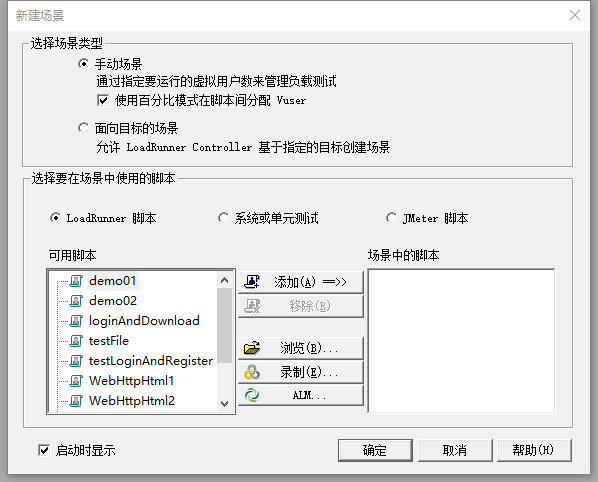 新建场景
选择场景类型
手动场景
通过指定要运行的虚拟用户数来管理负载测试
使用百分比模式在脚本间分配 Vuser
面向目标的场景
允许 LoadRunner Controller 基于指定的目标创建场景
选择要在场景中使用的脚本
LoadRunner 脚本
系统或单元测试
JMeter 脚本
可用脚本
场景中的脚本
demo01
demo02
loginAndDownload
testFile
testLoginAndRegister
WebHttpHtml1
WebHttpHtml2
添加(A) ==>>
移除(R)
浏览(B)...
录制(E)...
ALM...
启动时显示
确定
取消
帮助(H)